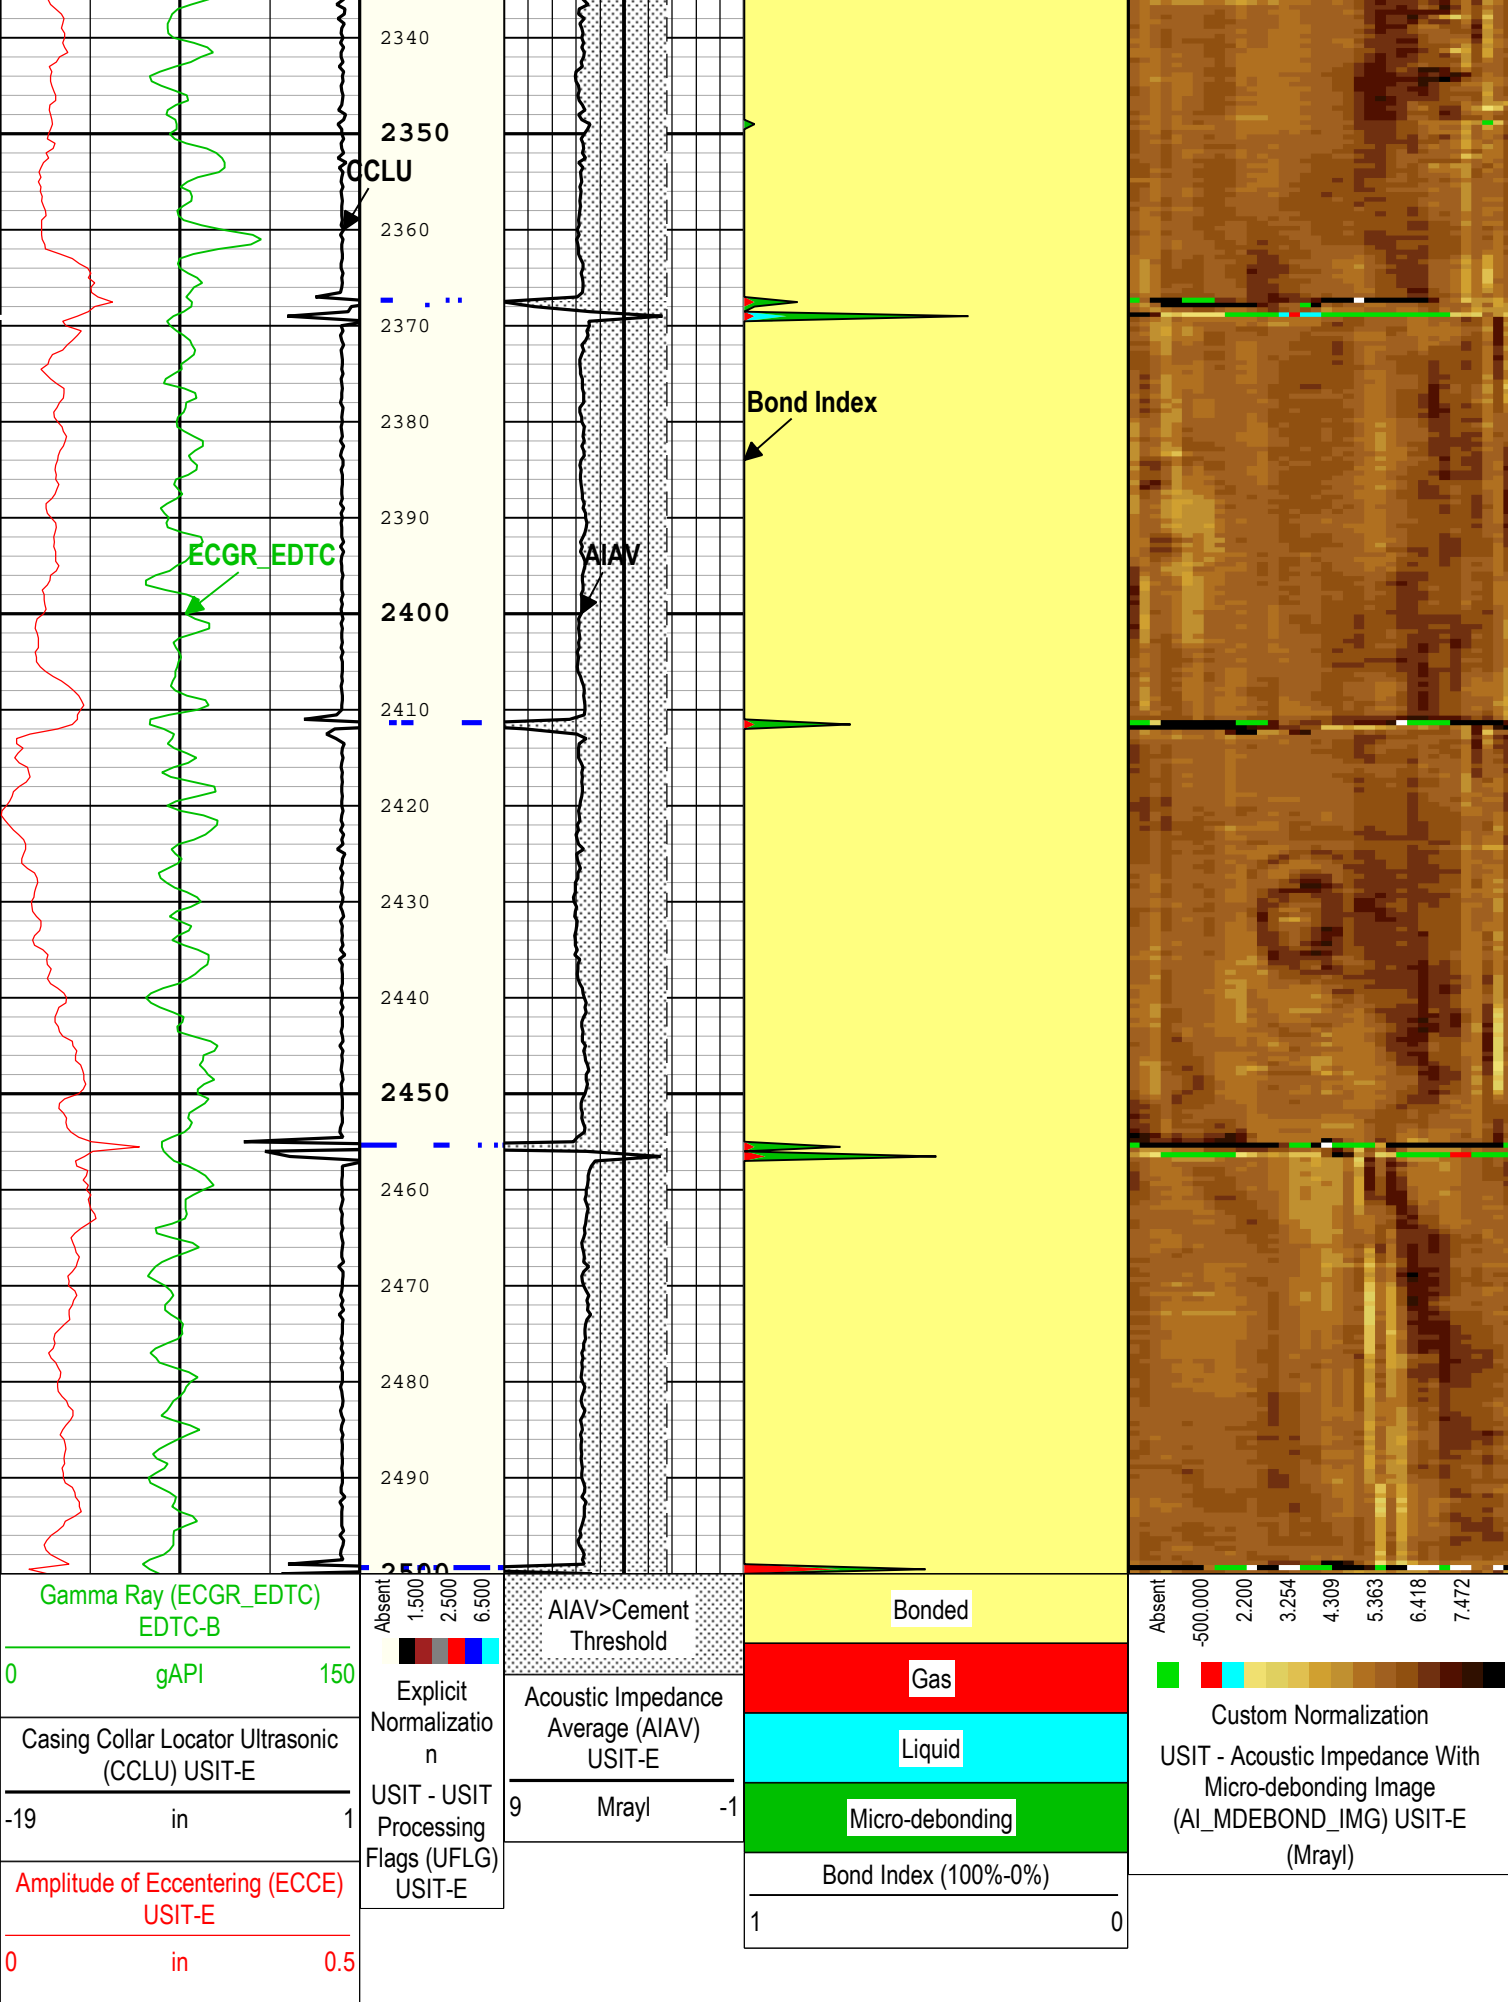 2340
2350
CCLU
2360
2370
2380
Bond Index
2390
ECGR_EDTC
AIAV
2400
2410
2420
2430
2440
2450
2460
2470
2480
2490
2500
Gamma Ray (ECGR_EDTC)
EDTC-B
0 gAPI 150
Casing Collar Locator Ultrasonic
(CCLU) USIT-E
-19 in 1
Amplitude of Eccentering (ECCE)
USIT-E
0 in 0.5
Absent
1.500
2.500
6.500
Explicit
Normalizatio
n
USIT - USIT
Processing
Flags (UFLG)
USIT-E
AIAV>Cement
Threshold
Acoustic Impedance
Average (AIAV)
USIT-E
9 Mrayl -1
Bonded
Gas
Liquid
Micro-debonding
Bond Index (100%-0%)
1 0
Absent
-500.000
2.200
3.254
4.309
5.363
6.418
7.472
Custom Normalization
USIT - Acoustic Impedance With
Micro-debonding Image
(AI_MDEBOND_IMG) USIT-E
(Mrayl)